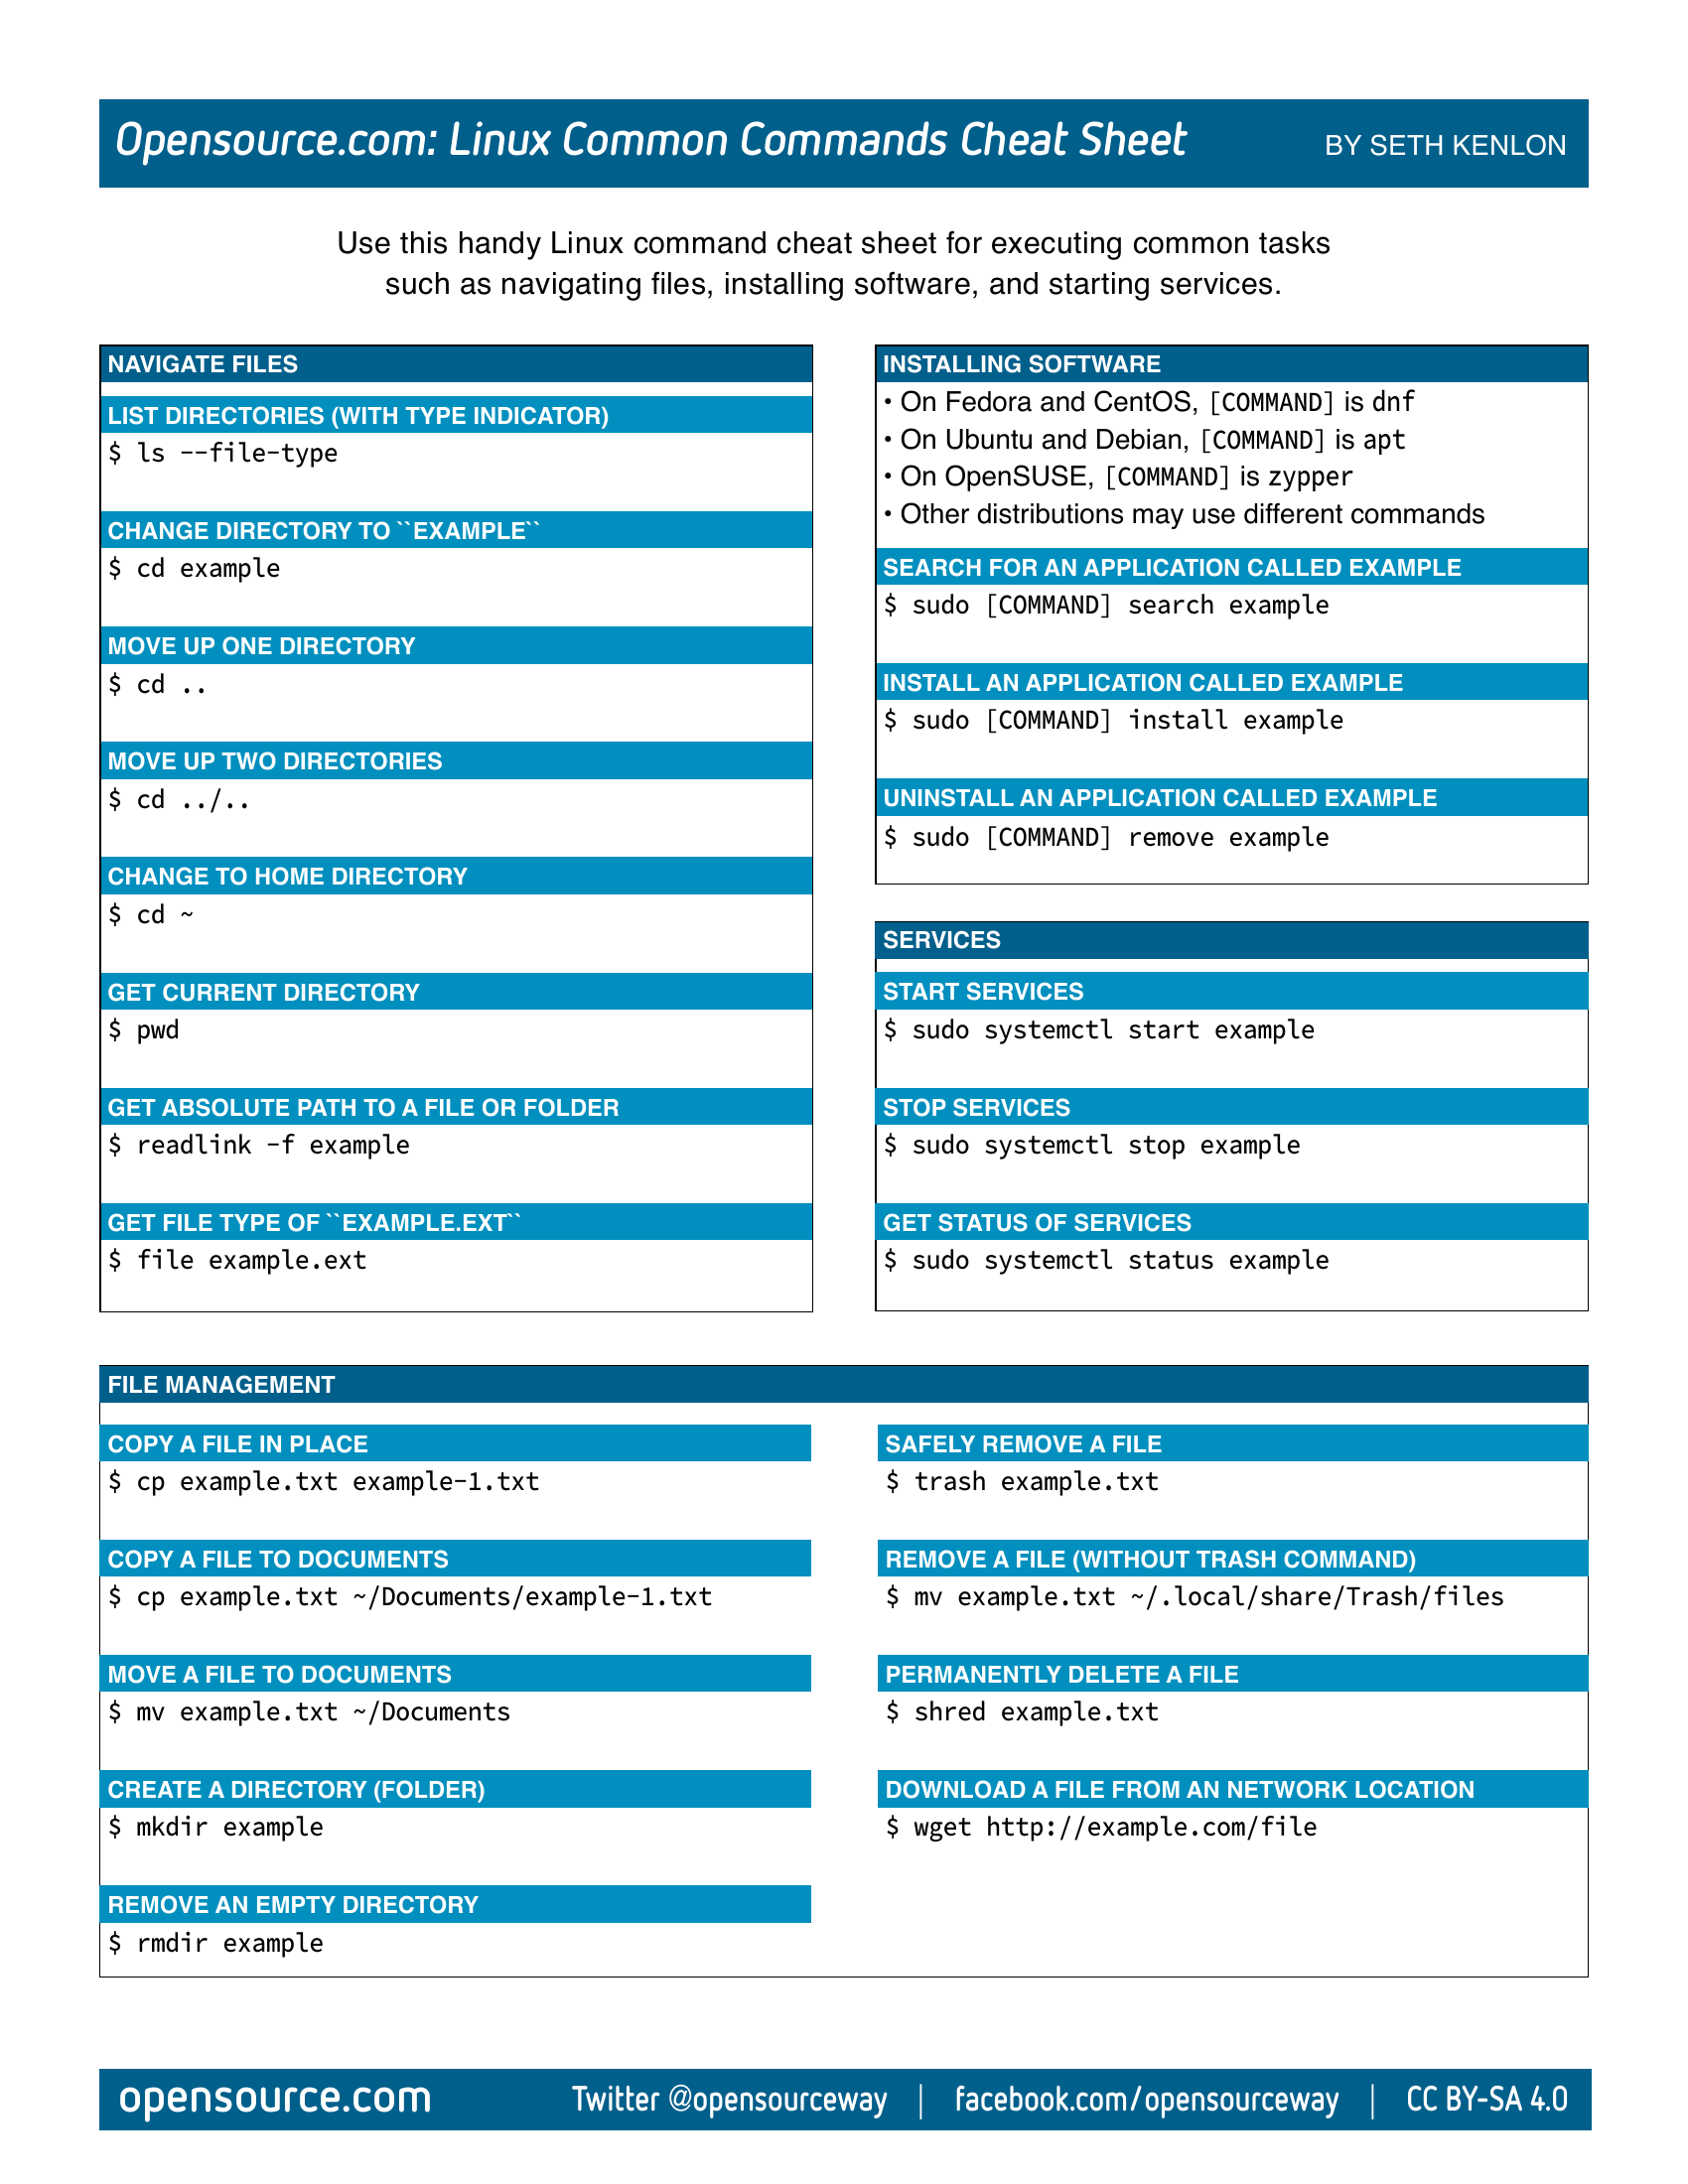 Opensource.com: Linux Common Commands Cheat Sheet BY SETH KENLON
Use this handy Linux command cheat sheet for executing common tasks
such as navigating files, installing software, and starting services.
NAVIGATE FILES
LIST DIRECTORIES (WITH TYPE INDICATOR)
$ ls --file-type
CHANGE DIRECTORY TO ``EXAMPLE``
$ cd example
MOVE UP ONE DIRECTORY
$ cd ..
MOVE UP TWO DIRECTORIES
$ cd ../..
CHANGE TO HOME DIRECTORY
$ cd ~
GET CURRENT DIRECTORY
$ pwd
GET ABSOLUTE PATH TO A FILE OR FOLDER
$ readlink -f example
GET FILE TYPE OF ``EXAMPLE.EXT``
$ file example.ext
INSTALLING SOFTWARE
• On Fedora and CentOS, [COMMAND] is dnf
• On Ubuntu and Debian, [COMMAND] is apt
• On OpenSUSE, [COMMAND] is zypper
• Other distributions may use different commands
SEARCH FOR AN APPLICATION CALLED EXAMPLE
$ sudo [COMMAND] search example
INSTALL AN APPLICATION CALLED EXAMPLE
$ sudo [COMMAND] install example
UNINSTALL AN APPLICATION CALLED EXAMPLE
$ sudo [COMMAND] remove example
SERVICES
START SERVICES
$ sudo systemctl start example
STOP SERVICES
$ sudo systemctl stop example
GET STATUS OF SERVICES
$ sudo systemctl status example
FILE MANAGEMENT
COPY A FILE IN PLACE
$ cp example.txt example-1.txt
COPY A FILE TO DOCUMENTS
$ cp example.txt ~/Documents/example-1.txt
MOVE A FILE TO DOCUMENTS
$ mv example.txt ~/Documents
CREATE A DIRECTORY (FOLDER)
$ mkdir example
REMOVE AN EMPTY DIRECTORY
$ rmdir example
SAFELY REMOVE A FILE
$ trash example.txt
REMOVE A FILE (WITHOUT TRASH COMMAND)
$ mv example.txt ~/.local/share/Trash/files
PERMANENTLY DELETE A FILE
$ shred example.txt
DOWNLOAD A FILE FROM AN NETWORK LOCATION
$ wget http://example.com/file
opensource.com Twitter @opensourceway | facebook.com/opensourceway | CC BY-SA 4.0